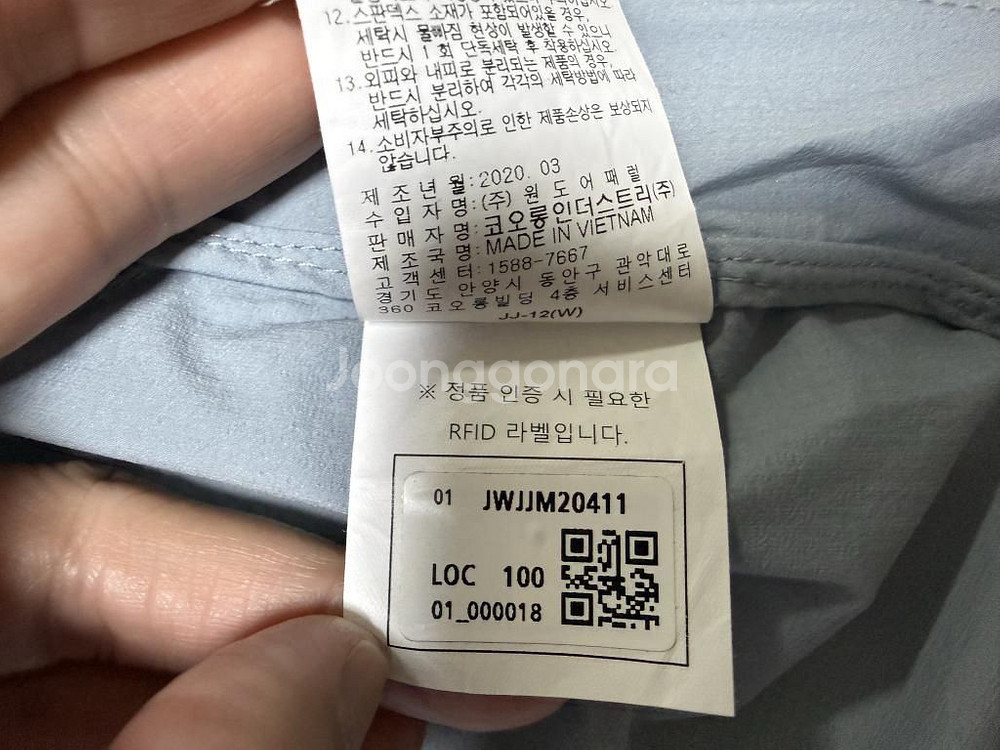 12.스판덱스 소재가 포함되어있을 경우,
세탁시 물빠짐 현상이 발생할 수 있으니
반드시 1회 단독세탁 후 착용하십시오.
13.외피와 내피로 분리되는 제품의 경우,
반드시 분리하여 각각의 세탁방법에 따라
세탁하십시오.
14.소비자부주의로 인한 제품손상은 보상되지
않습니다.
제 조 년 월:2020. 03
수 입 자 명:(주) 원 도 어 패 럴
판 매 자 명:코오롱인더스트리(주)
제 조 국 명:MADE IN VIETNAM
고 객 센 터:1588-7667
경기도 안양시 동안구 관악대로
360 코오롱빌딩 4층 서비스센터
JJ-12(W)
Joonggonara
※ 정품 인증 시 필요한
RFID 라벨입니다.
01 JWJJM20411
LOC 100
01_000018